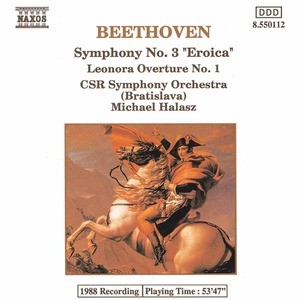 NAXOS
DDD
8.550112
BEETHOVEN
Symphony No. 3 "Eroica"
Leonora Overture No. 1
CSR Symphony Orchestra
(Bratislava)
Michael Halasz
1988 Recording Playing Time : 53'47"